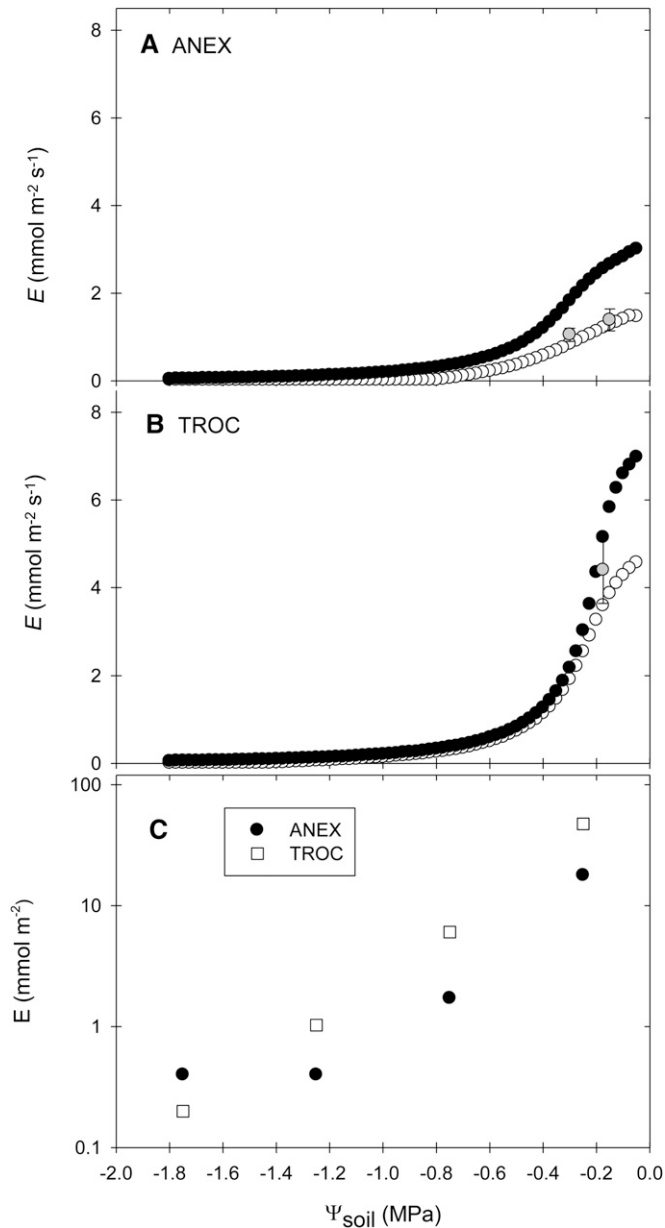 A ANEX
8
6
4
2
0
E (mmol m⁻² s⁻¹)
B TROC
8
6
4
2
0
E (mmol m⁻² s⁻¹)
C
ANEX
TROC
100
10
1
0.1
E (mmol m⁻²)
-2.0 -1.8 -1.6 -1.4 -1.2 -1.0 -0.8 -0.6 -0.4 -0.2 0.0
Ψsoil (MPa)